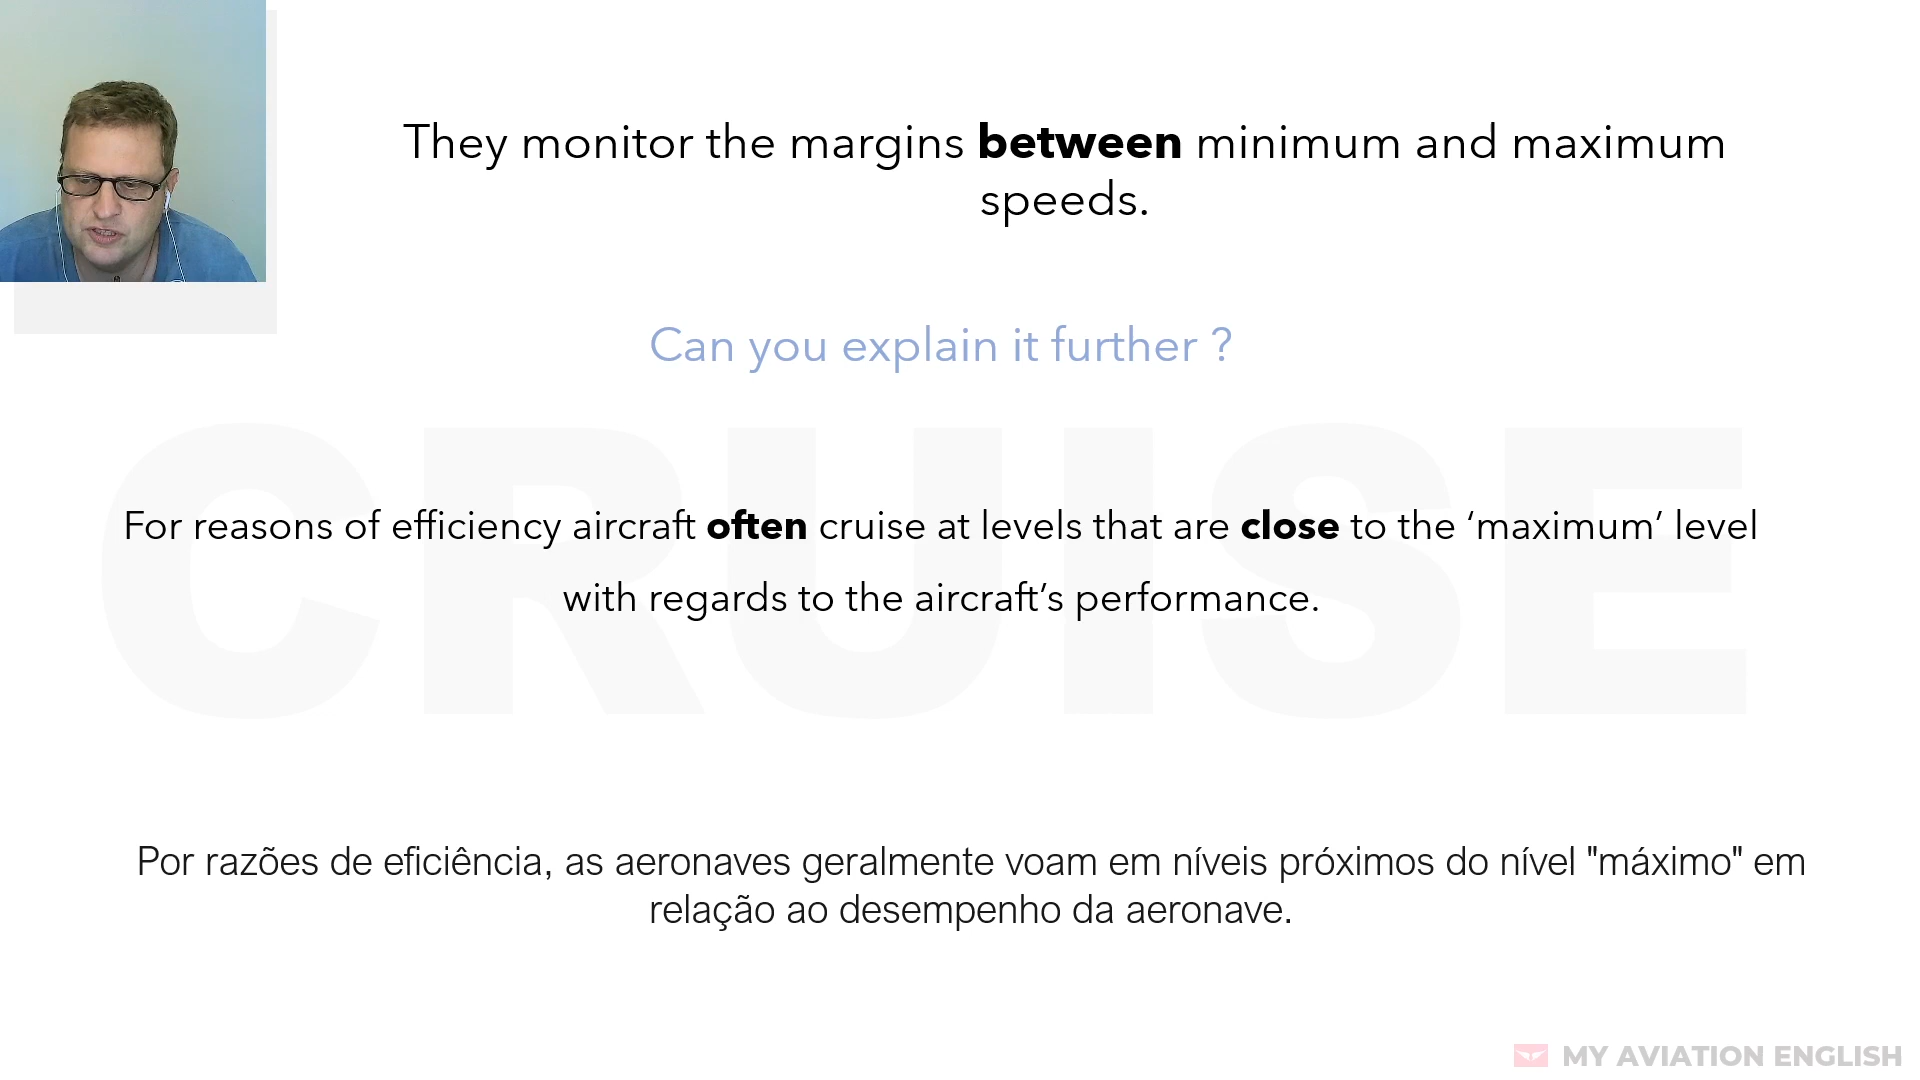 They monitor the margins between minimum and maximum
speeds.
Can you explain it further ?
CRUISE
For reasons of efficiency aircraft often cruise at levels that are close to the ‘maximum’ level
with regards to the aircraft’s performance.
Por razões de eficiência, as aeronaves geralmente voam em níveis próximos do nível "máximo" em
relação ao desempenho da aeronave.
MY AVIATION ENGLISH